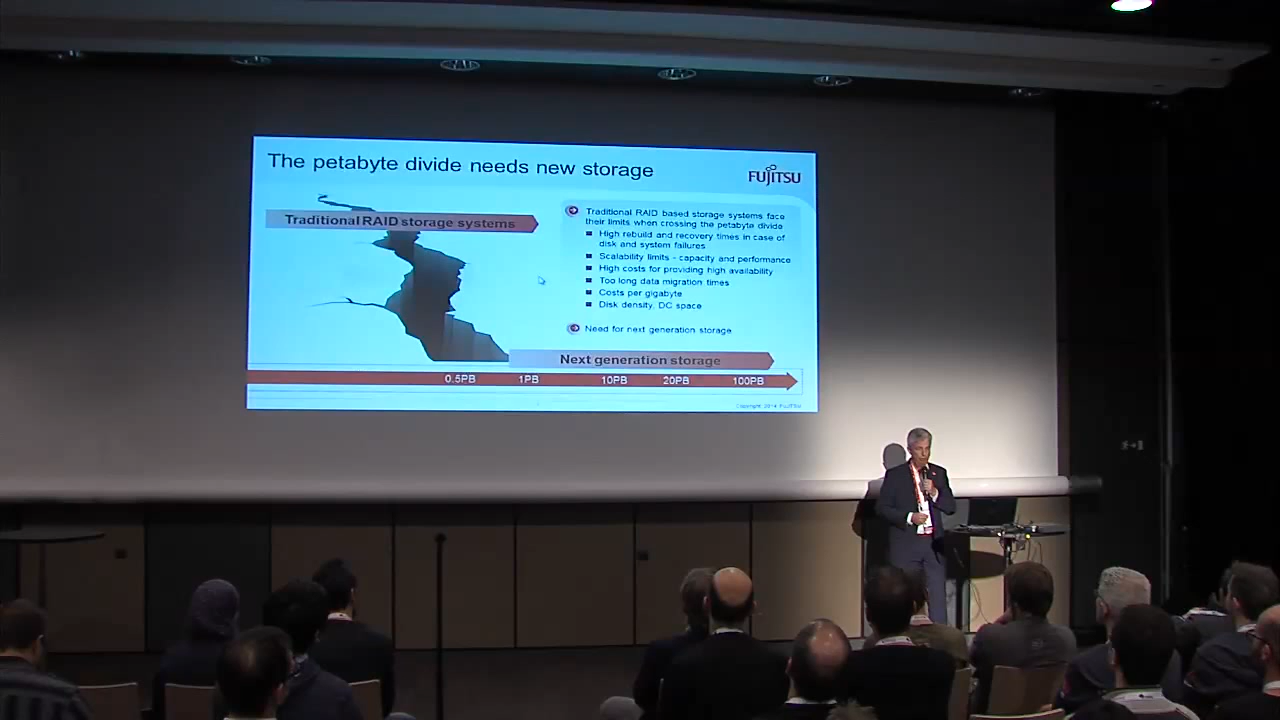 The petabyte divide needs new storage
FUJITSU
Traditional RAID storage systems
Traditional RAID based storage systems face
their limits when crossing the petabyte divide
High rebuild and recovery times in case of
disk and system failures
Scalability limits - capacity and performance
High costs for providing high availability
Too long data migration times
Costs per gigabyte
Disk density, DC space
Need for next generation storage
Next generation storage
0.5PB 1PB 10PB 20PB 100PB
Copyright 2014 FUJITSU